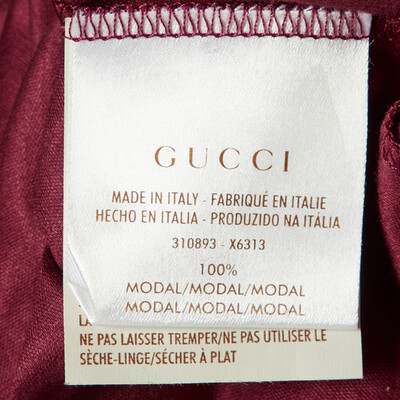 GUCCI
MADE IN ITALY - FABRIQUÉ EN ITALIE
HECHO EN ITALIA - PRODUZIDO NA ITÁLIA
310893 - X6313
100%
MODAL/MODAL/MODAL
MODAL/MODAL/MODAL
NE PAS LAISSER TREMPER/NE PAS UTILISER LE
SÈCHE-LINGE/SÉCHER À PLAT